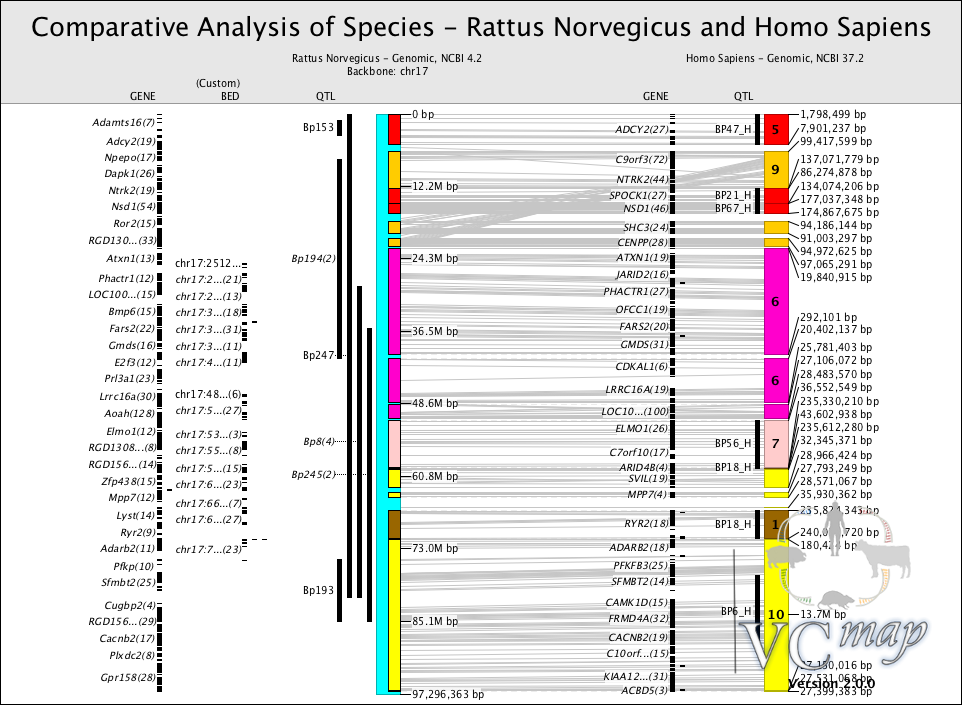 Comparative Analysis of Species - Rattus Norvegicus and Homo Sapiens
Rattus Norvegicus - Genomic, NCBI 4.2
Backbone: chr17
Homo Sapiens - Genomic, NCBI 37.2
GENE
(Custom)
BED
QTL
GENE
QTL
Adamts16(7)
Adcy2(19)
Npepo(17)
Dapk1(26)
Ntrk2(19)
Nsd1(54)
Ror2(15)
RGD130...(33)
Atxn1(13)
Phactr1(12)
LOC100...(15)
Bmp6(15)
Fars2(22)
Gmds(16)
E2f3(12)
Prl3a1(23)
Lrrc16a(30)
Aoah(128)
Elmo1(12)
RGD1308...(8)
RGD156...(14)
Zfp438(15)
Mpp7(12)
Lyst(14)
Ryr2(9)
Adarb2(11)
Pfkp(10)
Sfmbt2(25)
Cugbp2(4)
RGD156...(29)
Cacnb2(17)
Plxdc2(8)
Gpr158(28)
chr17:2512...
chr17:2...(21)
chr17:2...(13)
chr17:3...(18)
chr17:3...(31)
chr17:3...(11)
chr17:4...(11)
chr17:48...(6)
chr17:5...(27)
chr17:53...(3)
chr17:55...(8)
chr17:5...(15)
chr17:6...(23)
chr17:66...(7)
chr17:6...(27)
chr17:7...(23)
Bp153
Bp194(2)
Bp247
Bp8(4)
Bp245(2)
Bp193
0 bp
12.2M bp
24.3M bp
36.5M bp
48.6M bp
60.8M bp
73.0M bp
85.1M bp
97,296,363 bp
ADCY2(27)
C9orf3(72)
NTRK2(44)
SPOCK1(27)
NSD1(46)
SHC3(24)
CENPP(28)
ATXN1(19)
JARID2(16)
PHACTR1(27)
OFCC1(19)
FARS2(20)
GMDS(31)
CDKAL1(6)
LRRC16A(19)
LOC10...(100)
ELMO1(26)
C7orf10(17)
ARID4B(4)
SVIL(19)
MPP7(4)
RYR2(18)
ADARB2(18)
PFKFB3(25)
SFMBT2(14)
CAMK1D(15)
FRMD4A(32)
CACNB2(19)
C10orf...(15)
KIAA12...(31)
ACBD5(3)
BP47_H
BP21_H
BP67_H
BP56_H
BP18_H
BP18_H
BP6_H
5
9
6
6
7
1
10
1,798,499 bp
7,901,237 bp
99,417,599 bp
137,071,779 bp
86,274,878 bp
134,074,206 bp
177,037,348 bp
174,867,675 bp
94,186,144 bp
91,003,297 bp
94,972,625 bp
97,065,291 bp
19,840,915 bp
292,101 bp
20,402,137 bp
25,781,403 bp
27,106,072 bp
28,483,570 bp
36,552,549 bp
235,330,210 bp
43,602,938 bp
235,612,280 bp
32,345,371 bp
28,966,424 bp
27,793,249 bp
28,571,067 bp
35,930,362 bp
13.7M bp
27,399,383 bp
VC map
Version 2.0.0